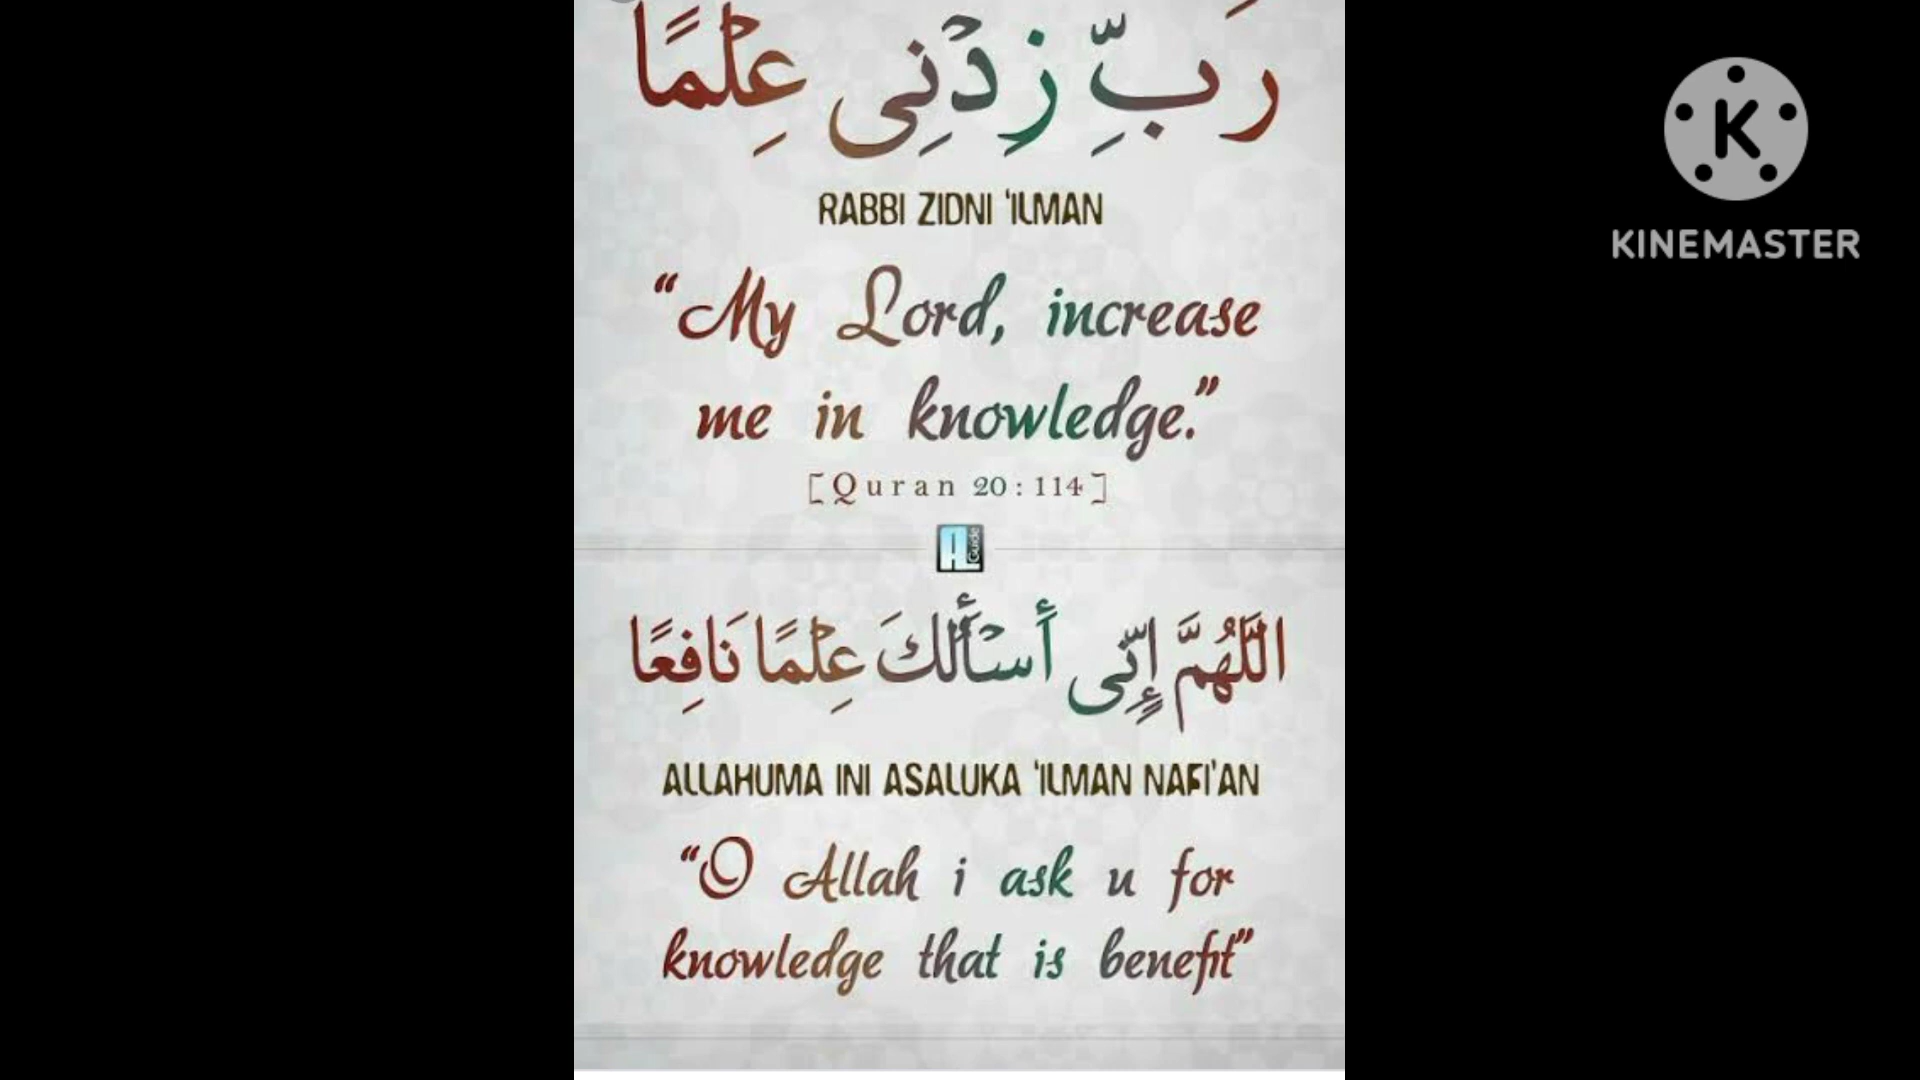 رَبِّ زِدْنِى عِلْمًا
RABBI ZIDNI 'ILMAN
“My Lord, increase
me in knowledge.”
[Quran 20:114]
A Guide
اللَّهُمَّ إِنِّى أَسْأَلُكَ عِلْمًا نَافِعًا
ALLAHUMA INI ASALUKA 'ILMAN NAFI'AN
“O Allah i ask u for
knowledge that is benefit”
K
KINEMASTER